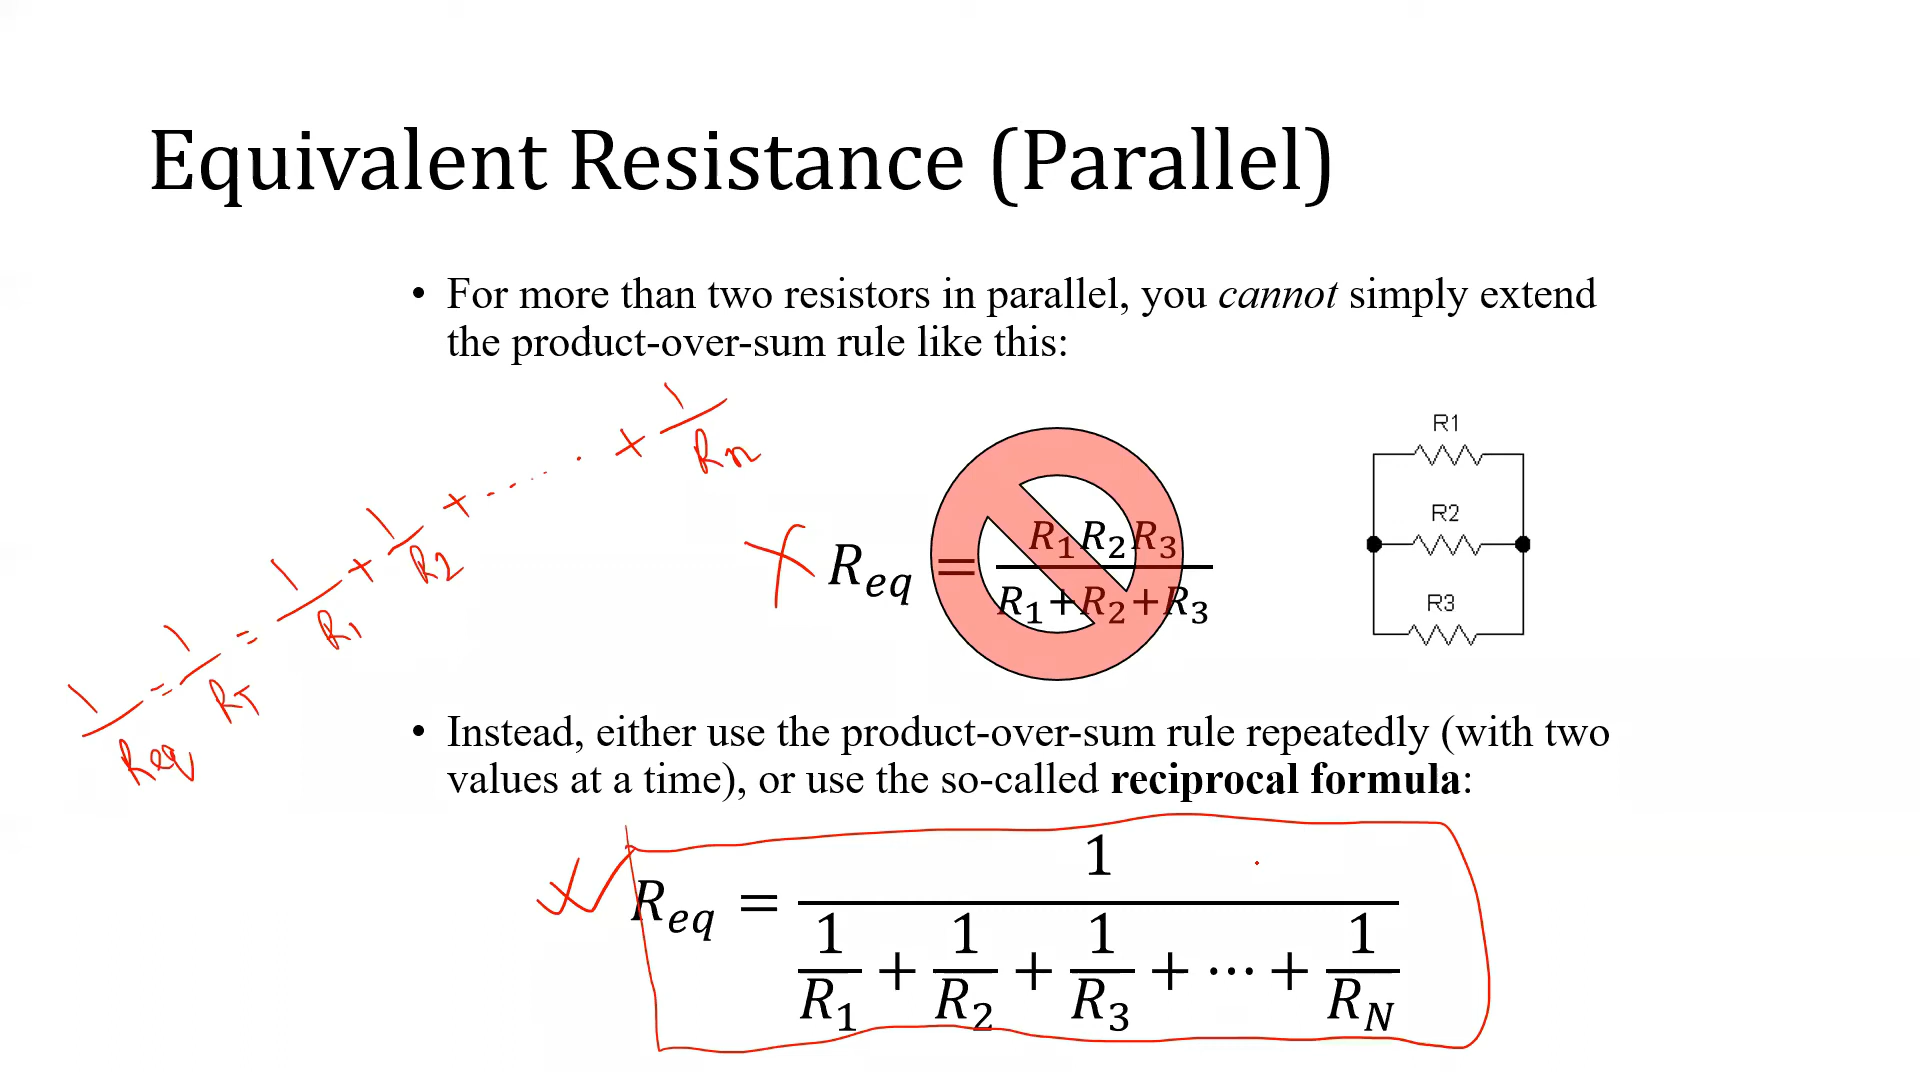 Equivalent Resistance (Parallel)
• For more than two resistors in parallel, you cannot simply extend
the product-over-sum rule like this:
1/Req = 1/RT = 1/R1 + 1/R2 + ...... + 1/Rn
X R_eq = R₁R₂R₃ / R₁+R₂+R₃
R1
R2
R3
• Instead, either use the product-over-sum rule repeatedly (with two
values at a time), or use the so-called reciprocal formula:
R_eq = 1 / (1/R₁ + 1/R₂ + 1/R₃ + ⋯ + 1/R_N)